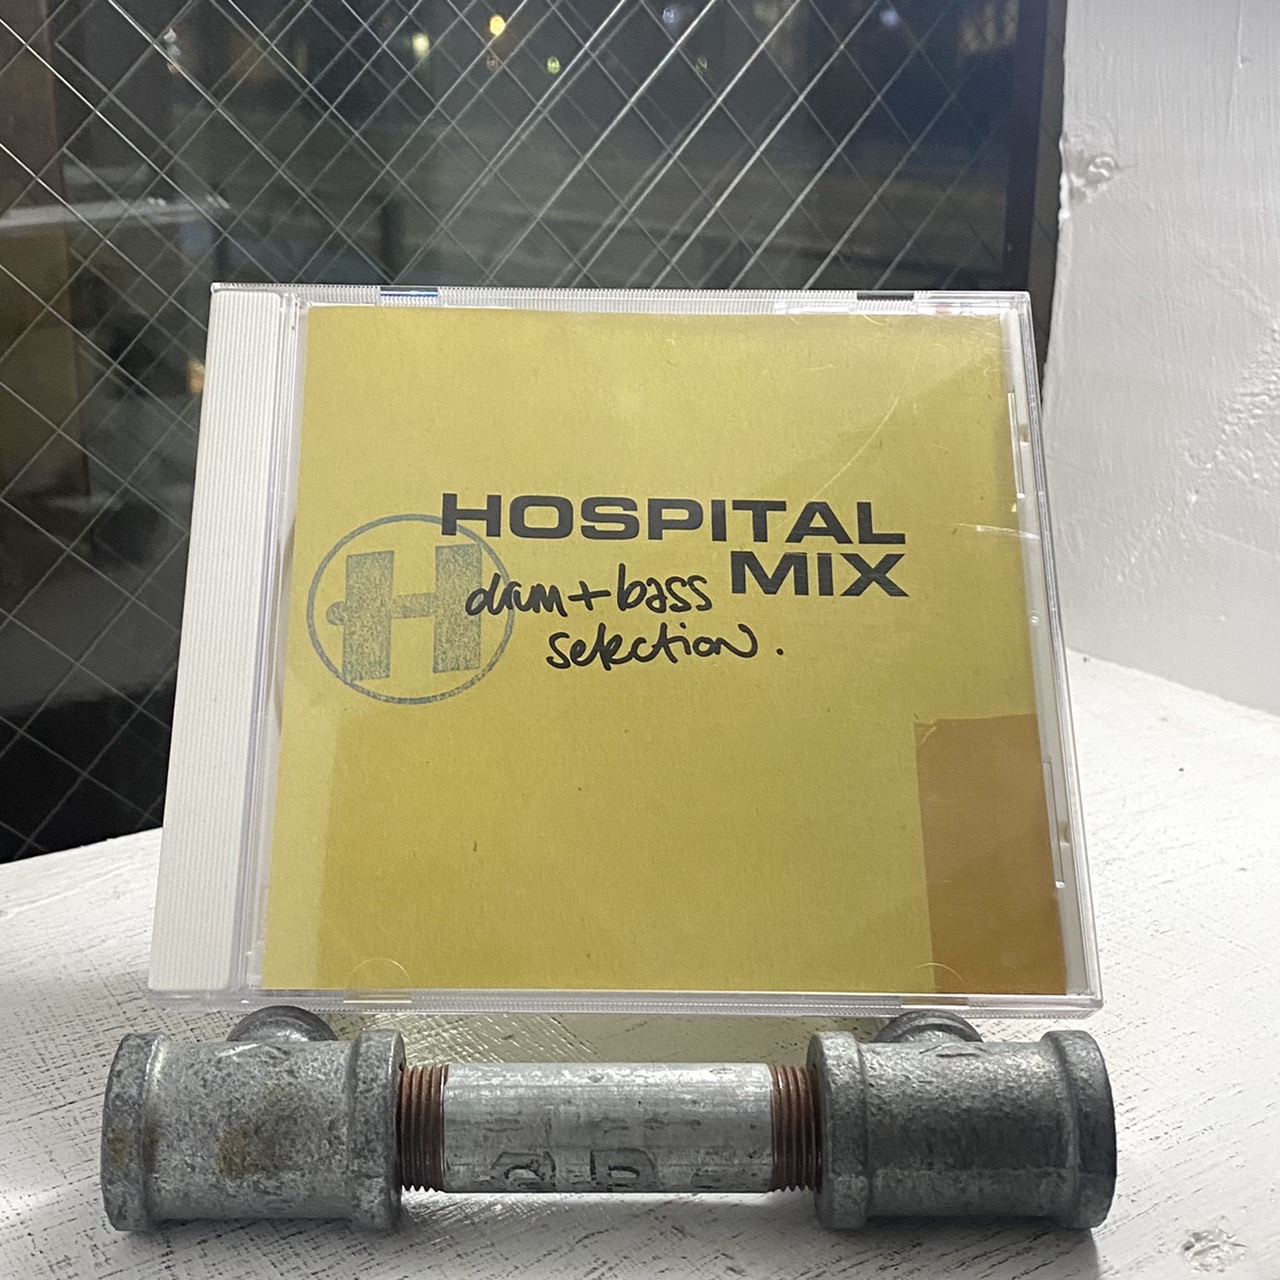 HOSPITAL
MIX
H
drum+bass
selection.